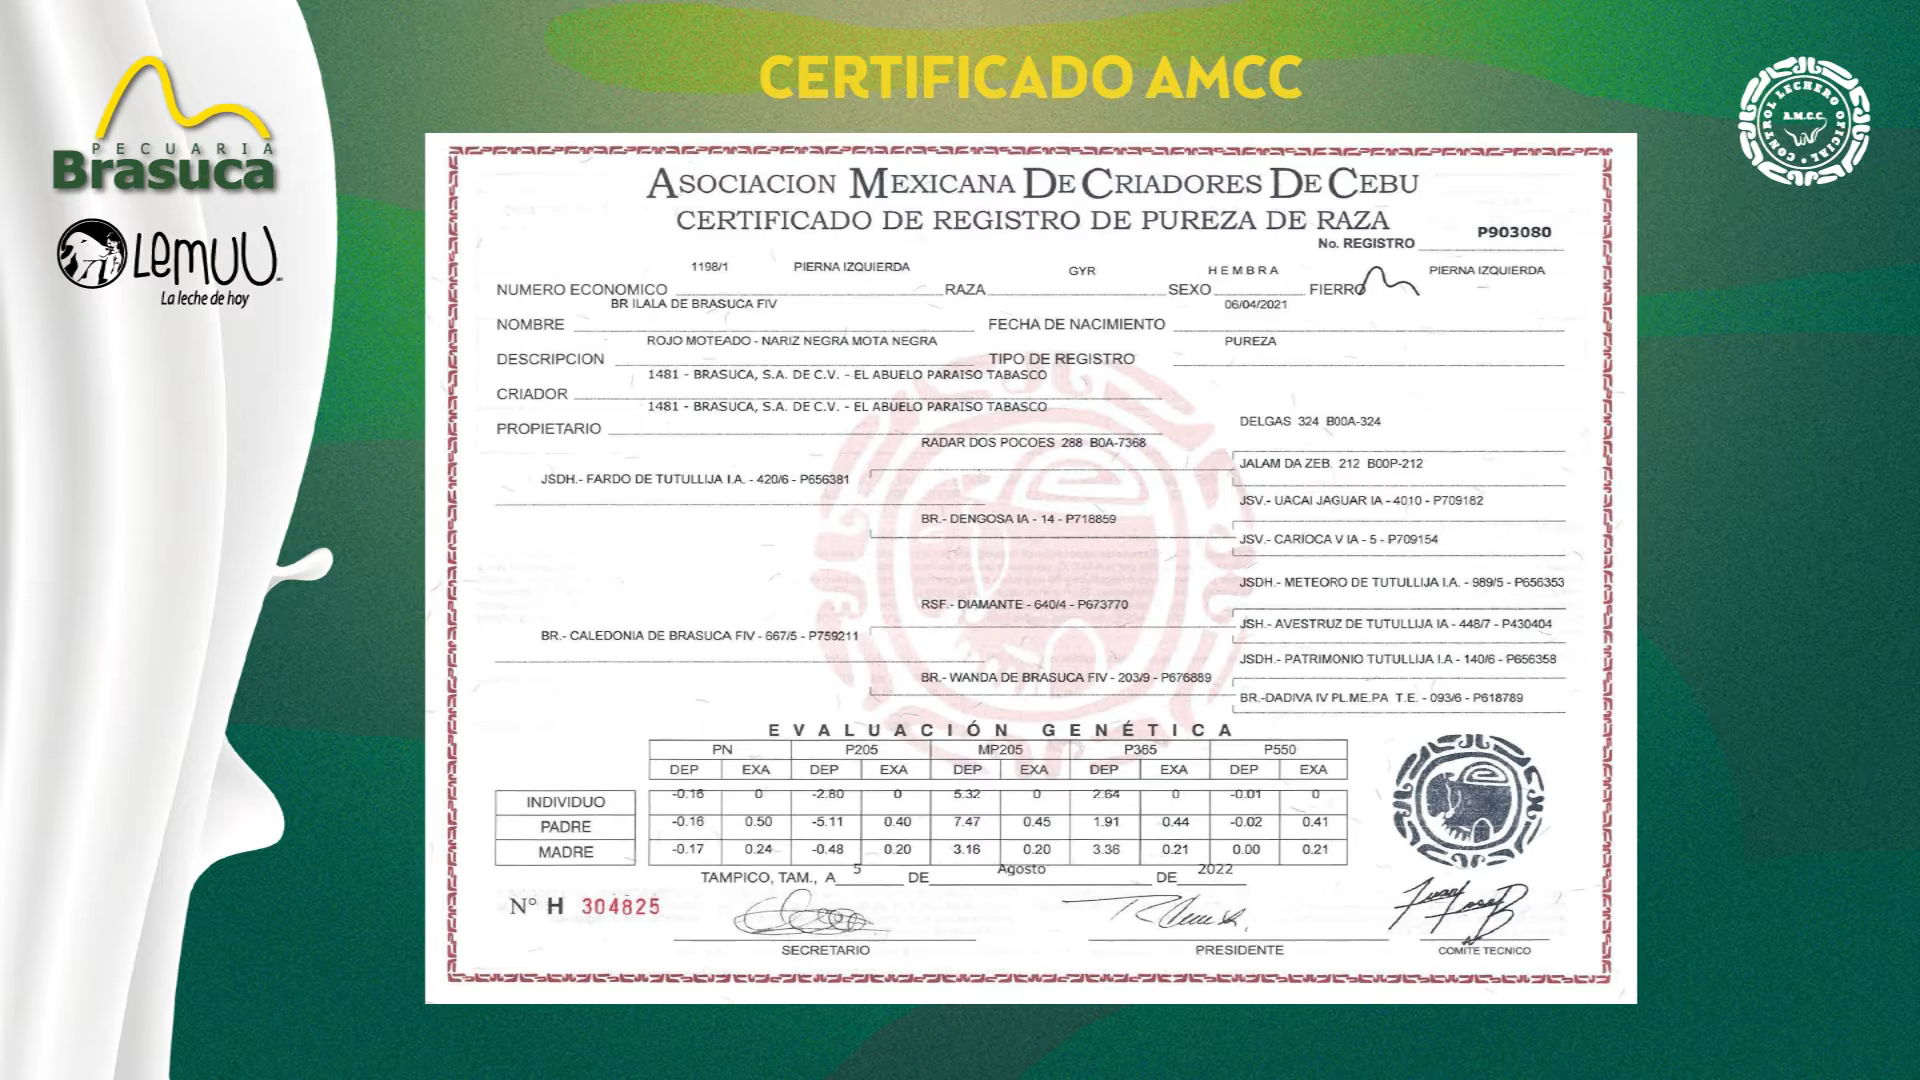 CERTIFICADO AMCC
PECUARIA
Brasuca
LemUU
La leche de hoy
CONTROL LECHERO OFICIAL
A.M.C.C.
ASOCIACION MEXICANA DE CRIADORES DE CEBU
CERTIFICADO DE REGISTRO DE PUREZA DE RAZA
No. REGISTRO P903080
NUMERO ECONOMICO 1198/1 PIERNA IZQUIERDA RAZA GYR SEXO HEMBRA FIERRO PIERNA IZQUIERDA
NOMBRE BR ILALA DE BRASUCA FIV FECHA DE NACIMIENTO 06/04/2021
DESCRIPCION ROJO MOTEADO - NARIZ NEGRA MOTA NEGRA TIPO DE REGISTRO PUREZA
CRIADOR 1481 - BRASUCA, S.A. DE C.V. - EL ABUELO PARAISO TABASCO
PROPIETARIO 1481 - BRASUCA, S.A. DE C.V. - EL ABUELO PARAISO TABASCO
DELGAS 324 B00A-324
RADAR DOS POCOES 288 B0A-7368
JALAM DA ZEB. 212 B00P-212
JSDH.- FARDO DE TUTULLIJA I.A. - 420/6 - P656381
JSV.- UACAI JAGUAR IA - 4010 - P709182
BR.- DENGOSA IA - 14 - P718859
JSV.- CARIOCA V IA - 5 - P709154
JSDH.- METEORO DE TUTULLIJA I.A. - 989/5 - P656353
RSF.- DIAMANTE - 640/4 - P673770
JSH.- AVESTRUZ DE TUTULLIJA IA - 448/7 - P430404
BR.- CALEDONIA DE BRASUCA FIV - 667/5 - P759211
JSDH.- PATRIMONIO TUTULLIJA I.A - 140/6 - P656358
BR.- WANDA DE BRASUCA FIV - 203/9 - P676889
BR.-DADIVA IV PL.ME.PA T.E. - 093/6 - P618789
EVALUACIÓN GENÉTICA
PN P205 MP205 P365 P550
DEP EXA DEP EXA DEP EXA DEP EXA DEP EXA
INDIVIDUO -0.16 0 -2.80 0 5.32 0 2.64 0 -0.01 0
PADRE -0.16 0.50 -5.11 0.40 7.47 0.45 1.91 0.44 -0.02 0.41
MADRE -0.17 0.24 -0.48 0.20 3.16 0.20 3.36 0.21 0.00 0.21
TAMPICO, TAM., A 5 DE Agosto DE 2022
N° H 304825
SECRETARIO PRESIDENTE COMITE TECNICO